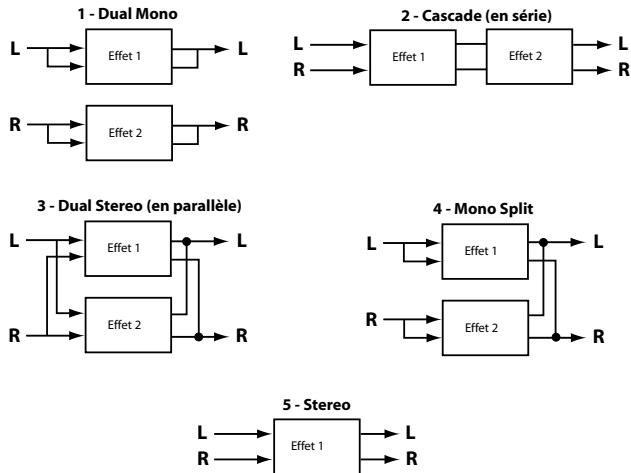 1 - Dual Mono
L Effet 1 L
R Effet 2 R
2 - Cascade (en série)
L L
Effet 1 Effet 2
R R
3 - Dual Stereo (en parallèle)
L Effet 1 L
Effet 2
R R
4 - Mono Split
L Effet 1 L
R Effet 2
R
5 - Stereo
L L
Effet 1
R R